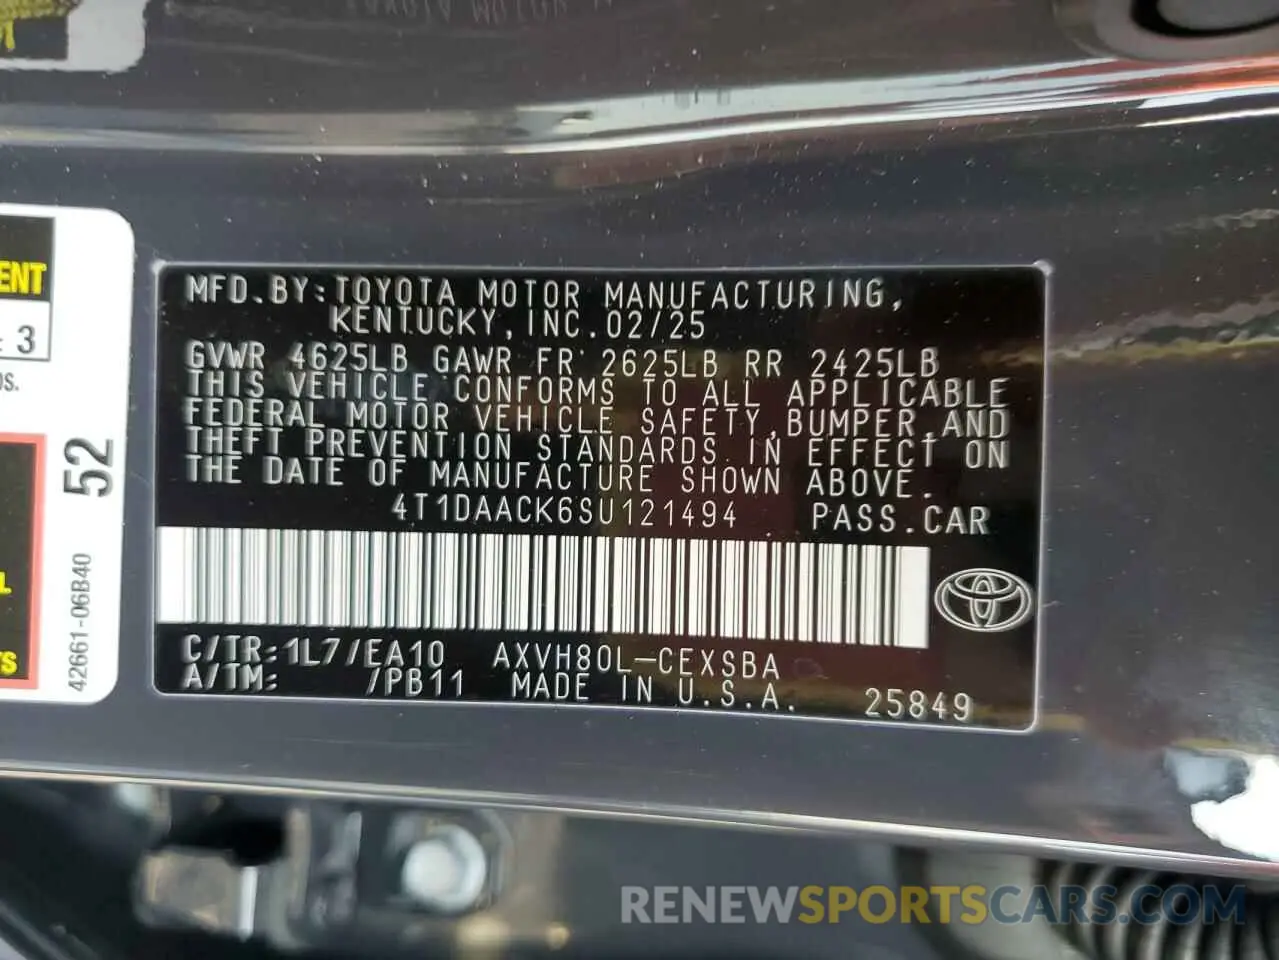 ENT
: 3
OS.
52
42661-06B40
L
TS
MFD.BY:TOYOTA MOTOR MANUFACTURING,
KENTUCKY,INC.02/25
GVWR 4625LB GAWR FR 2625LB RR 2425LB
THIS VEHICLE CONFORMS TO ALL APPLICABLE
FEDERAL MOTOR VEHICLE SAFETY,BUMPER,AND
THEFT PREVENTION STANDARDS IN EFFECT ON
THE DATE OF MANUFACTURE SHOWN ABOVE.
4T1DAACK6SU121494 PASS.CAR
C/TR:1L7/EA10 AXVH80L-CEXSBA
A/TM: /PB11 MADE IN U.S.A. 25849
RENEWSPORTSCARS.COM